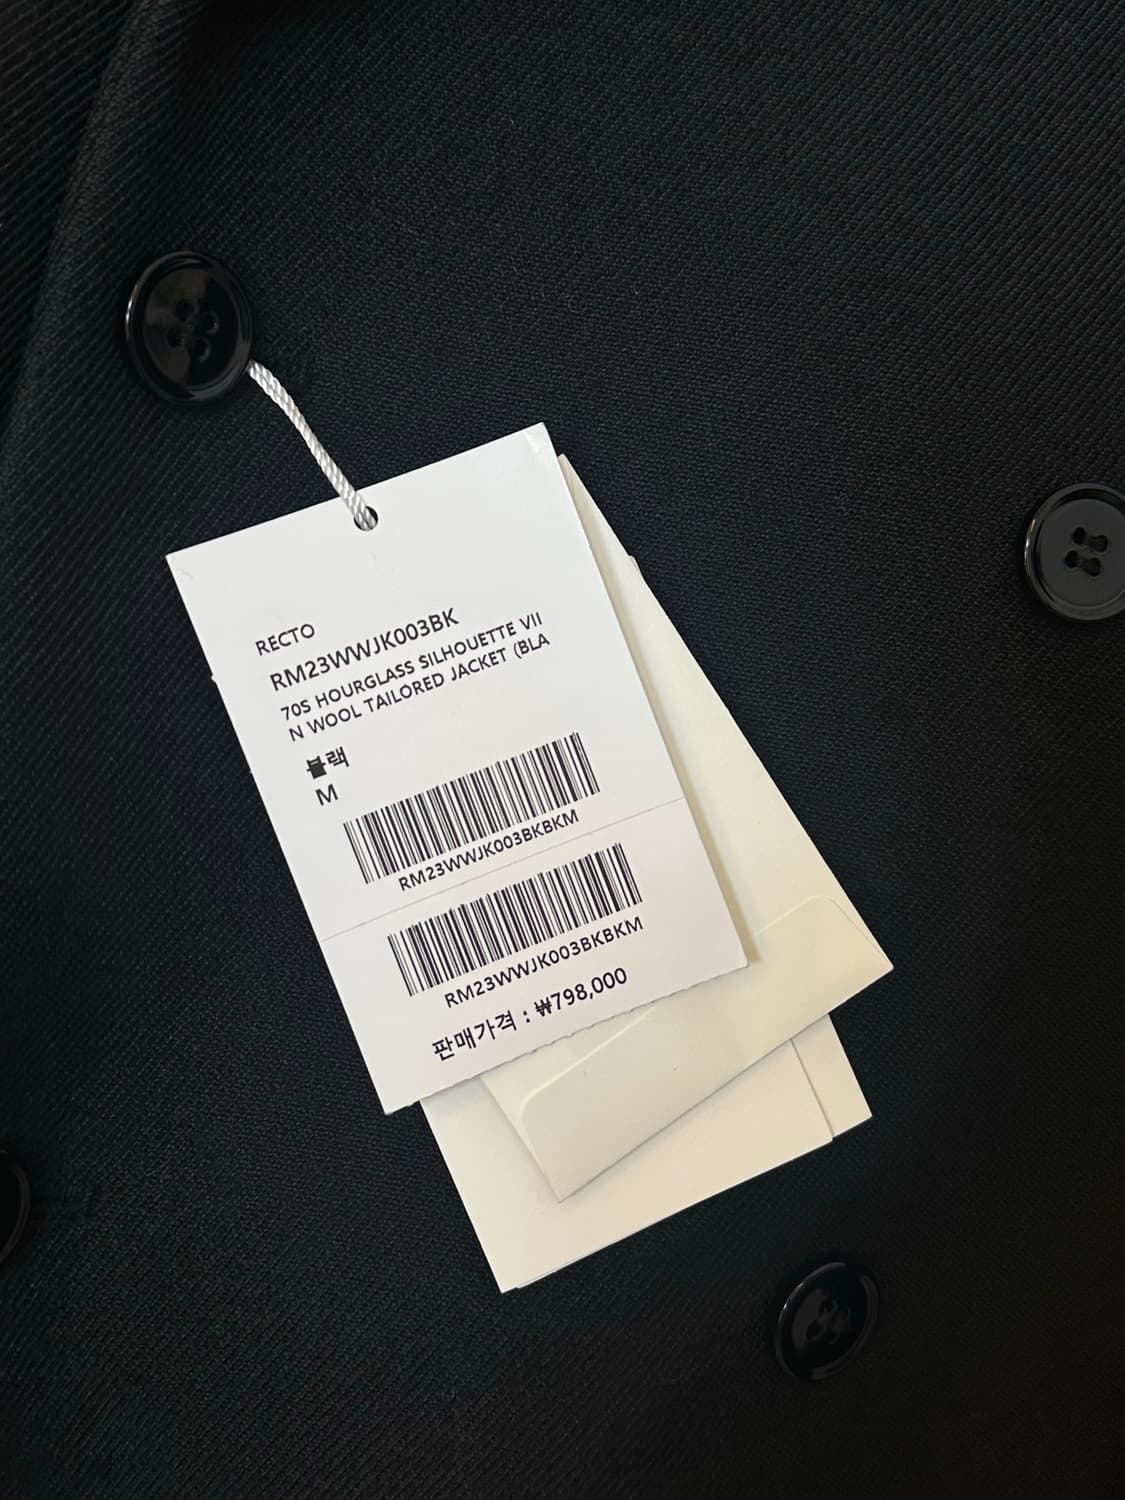 RECTO
RM23WWJK003BK
70S HOURGLASS SILHOUETTE VII
N WOOL TAILORED JACKET (BLA
블랙
M
RM23WWJK003BKBKM
RM23WWJK003BKBKM
판매가격 : ₩798,000